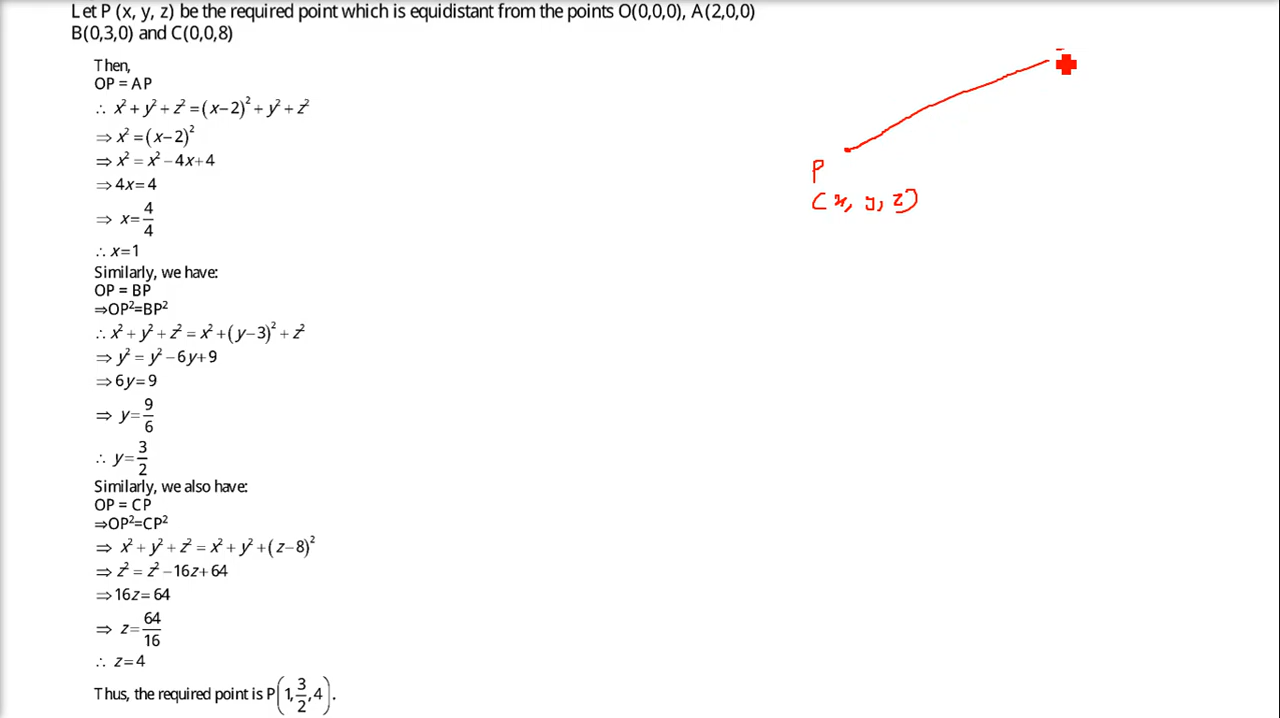 Let P (x, y, z) be the required point which is equidistant from the points O(0,0,0), A(2,0,0)
B(0,3,0) and C(0,0,8)
Then,
OP = AP
∴ x² + y² + z² = (x−2)² + y² + z²
⇒ x² = (x−2)²
⇒ x² = x² −4x+4
⇒ 4x=4
⇒ x=4/4
∴ x=1
Similarly, we have:
OP = BP
⇒OP²=BP²
∴ x² + y² + z² = x² + (y−3)² + z²
⇒ y² = y² −6y+9
⇒ 6y=9
⇒ y=9/6
∴ y=3/2
Similarly, we also have:
OP = CP
⇒OP²=CP²
⇒ x² + y² + z² = x² + y² + (z−8)²
⇒ z² = z² −16z+64
⇒ 16z=64
⇒ z=64/16
∴ z=4
Thus, the required point is P(1,3/2,4).
P
(x, y, z)